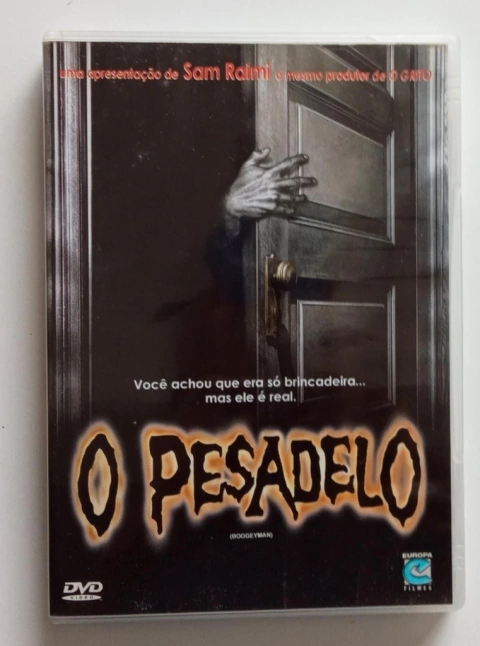 uma apresentação de Sam Raimi o mesmo produtor de O GRITO
Você achou que era só brincadeira...
mas ele é real.
O PESADELO
(BOOGEYMAN)
EUROPA
FILMES
DVD
VIDEO